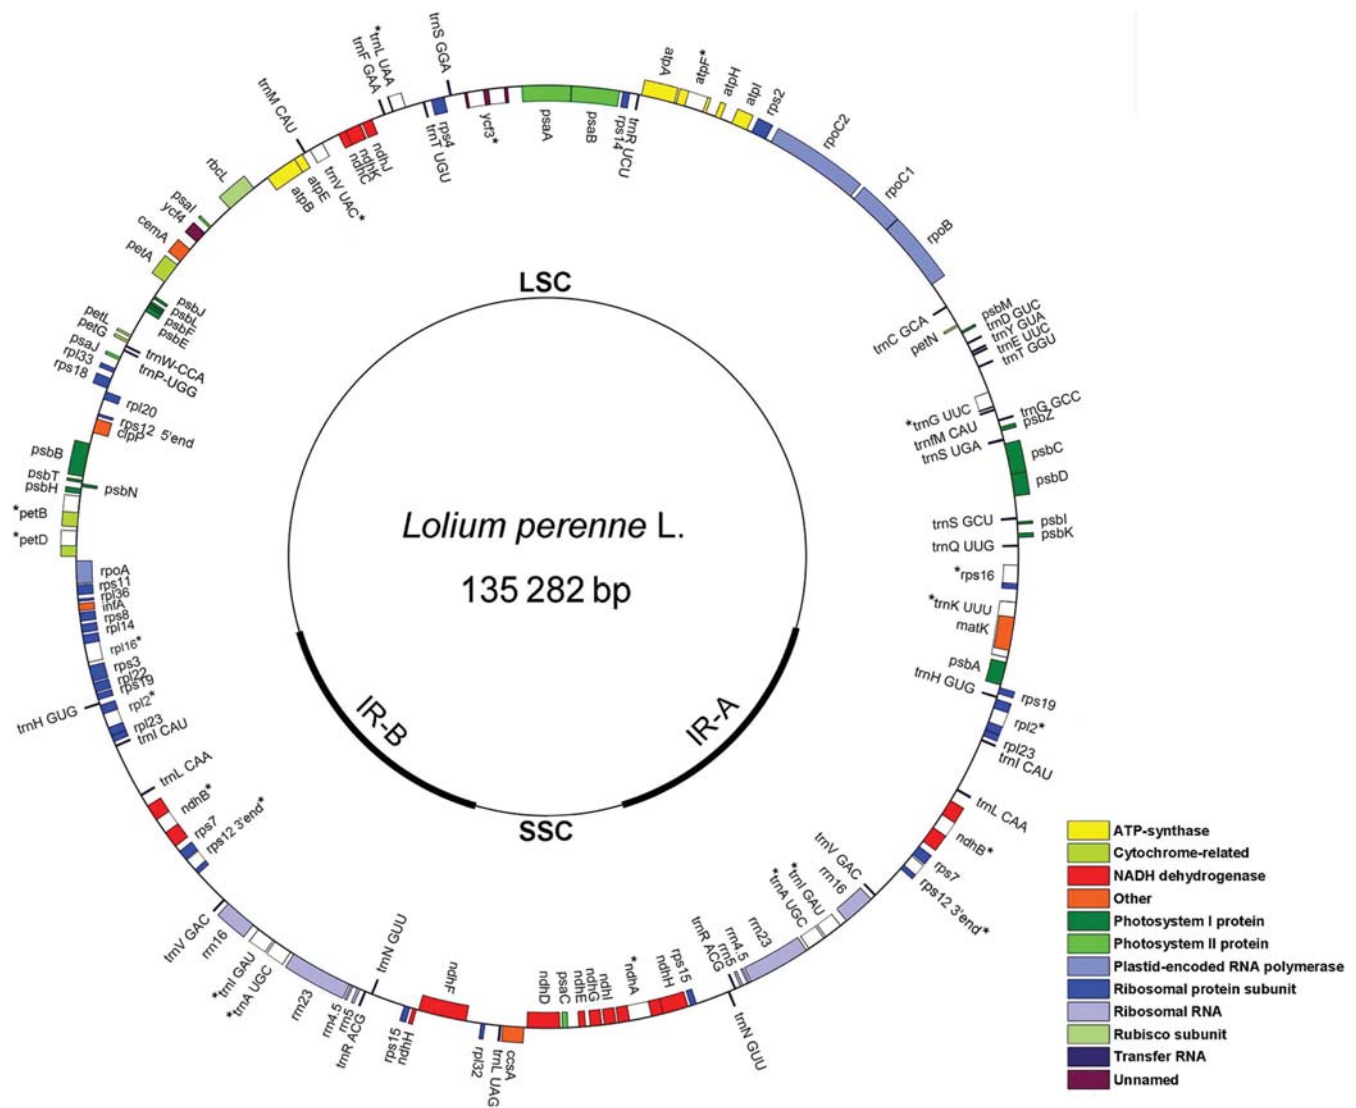 trnS GGA
*trnL UAA
trnF GAA
trnM CAU
rbcL
psaI
ycf4
cemA
petA
petL
petG
psaJ
rpl33
rps18
psbB
psbT
psbH
*petB
*petD
trnH GUG
atpA
atpF*
atpH
atpI
rps2
rpoC2
rpoC1
rpoB
psaA
psaB
rps14
trnR UCU
ycf3*
rps4
trnT UGU
ndhJ
ndhK
ndhC
trnV UAC*
atpE
atpB
psbJ
psbL
psbF
psbE
trnW-CCA
trnP-UGG
rpl20
rps12 5'end
clpP
psbN
rpoA
rps11
rpl36
infA
rps8
rpl14
rpl16*
rps3
rpl22
rps19
rpl2*
rpl23
trnI CAU
trnL CAA
ndhB*
rps7
rps12 3'end*
trnC GCA
petN
psbM
trnD GUC
trnY GUA
trnE UUC
trnT GGU
*trnG UUC
trnfM CAU
trnS UGA
trnG GCC
psbZ
psbC
psbD
trnS GCU
psbI
psbK
trnQ UUG
*rps16
*trnK UUU
matK
psbA
trnH GUG
rps19
rpl2*
rpl23
trnI CAU
trnL CAA
ndhB*
rps7
rps12 3'end*
LSC
Lolium perenne L.
135 282 bp
IR-B
IR-A
SSC
trnV GAC
rrn16
*trnI GAU
*trnA UGC
rrn23
rrn4.5
rrn5
trnR ACG
trnN GUU
rps15
ndhH
ndhF
rpl32
trnL UAG
ccsA
ndhD
psaC
ndhE
ndhG
ndhI
*ndhA
ndhH
rps15
trnN GUU
trnR ACG
rrn5
rrn4.5
rrn23
*trnA UGC
*trnI GAU
rrn16
trnV GAC
ATP-synthase
Cytochrome-related
NADH dehydrogenase
Other
Photosystem I protein
Photosystem II protein
Plastid-encoded RNA polymerase
Ribosomal protein subunit
Ribosomal RNA
Rubisco subunit
Transfer RNA
Unnamed